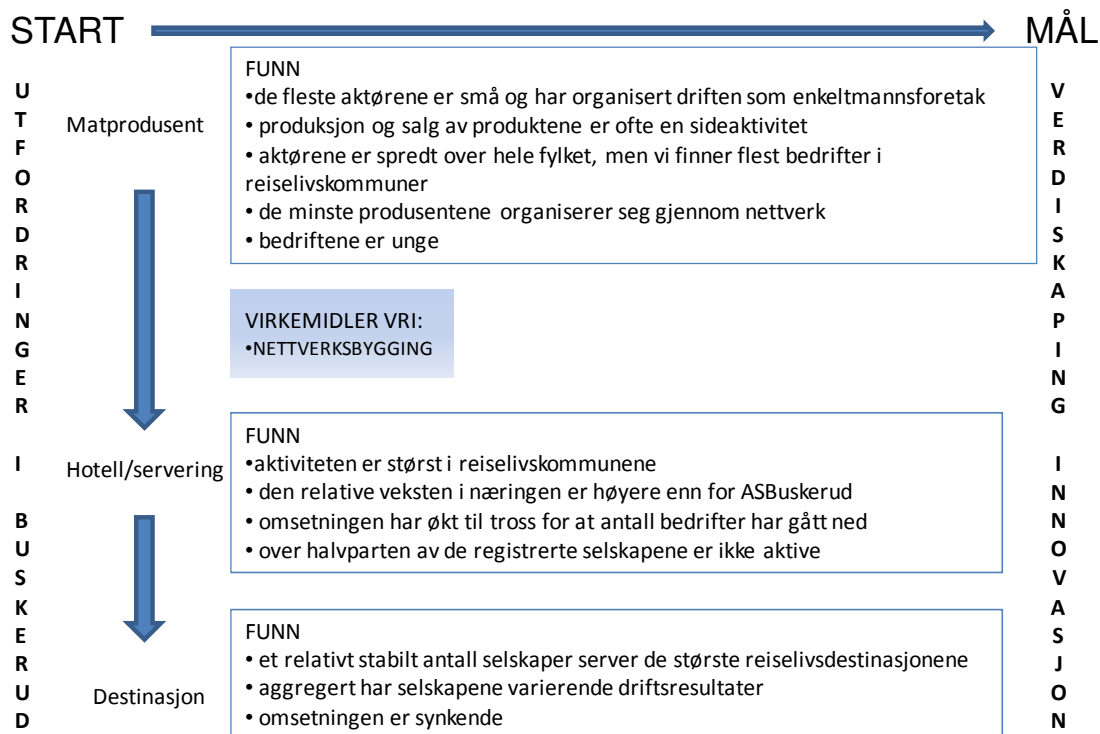 START
MÅL
UTFORDRINGER I BUSKERUD
Matprodusent
FUNN
•de fleste aktørene er små og har organisert driften som enkeltmannsforetak
• produksjon og salg av produktene er ofte en sideaktivitet
• aktørene er spredt over hele fylket, men vi finner flest bedrifter i
reiselivskommuner
• de minste produsentene organiserer seg gjennom nettverk
• bedriftene er unge
VIRKEMIDLER VRI:
•NETTVERKSBYGGING
Hotell/servering
FUNN
•aktiviteten er størst i reiselivskommunene
• den relative veksten i næringen er høyere enn for ASBuskerud
• omsetningen har økt til tross for at antall bedrifter har gått ned
• over halvparten av de registrerte selskapene er ikke aktive
Destinasjon
FUNN
• et relativt stabilt antall selskaper server de største reiselivsdestinasjonene
• aggregert har selskapene varierende driftsresultater
• omsetningen er synkende
VERDISKAPING INNOVASJON